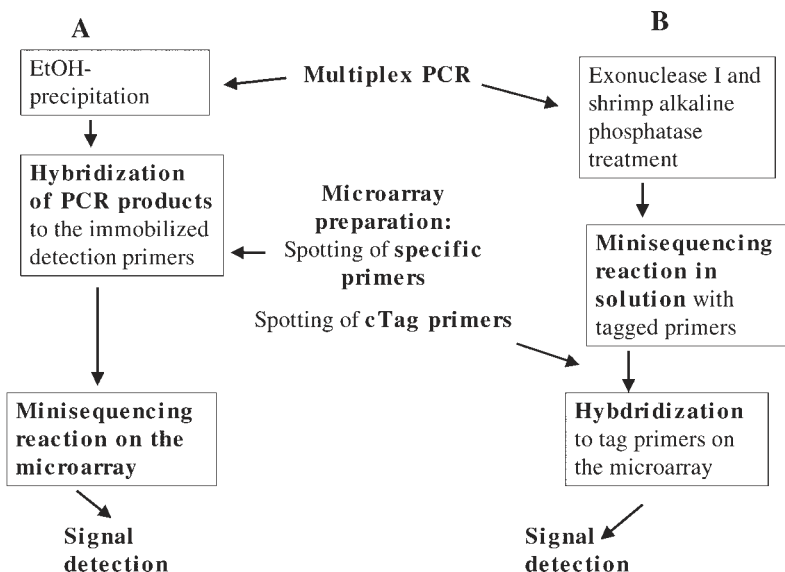 A
EtOH-
precipitation
Hybridization
of PCR products
to the immobilized
detection primers
Minisequencing
reaction on the
microarray
Signal
detection
Multiplex PCR
Microarray
preparation:
Spotting of specific
primers
Spotting of cTag primers
B
Exonuclease I and
shrimp alkaline
phosphatase
treatment
Minisequencing
reaction in
solution with
tagged primers
Hybdridization
to tag primers on
the microarray
Signal
detection